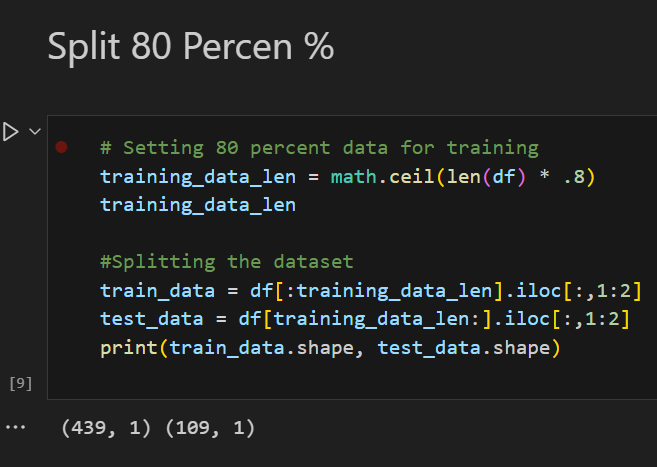 Split 80 Percen %
# Setting 80 percent data for training
training_data_len = math.ceil(len(df) * .8)
training_data_len
#Splitting the dataset
train_data = df[:training_data_len].iloc[:,1:2]
test_data = df[training_data_len:].iloc[:,1:2]
print(train_data.shape, test_data.shape)
[9]
(439, 1) (109, 1)